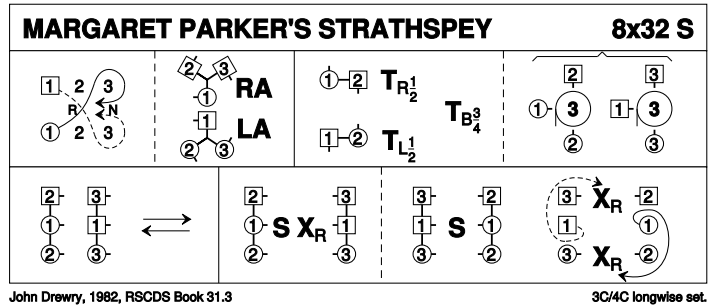 MARGARET PARKER'S STRATHSPEY 8x32 S
1 2 3
R N
1 2 3
2 3 1 RA
1 2 3 LA
1 2 TR½
1 2 TL½
TB¾
2 3
1 3 1 3
2 3
2 3
1 1
2 3
2 3
1 S XR 1
2 3
3 2
1 S 1
3 2
3 XR 2
1 1
3 XR 2
John Drewry, 1982, RSCDS Book 31.3 3C/4C longwise set.